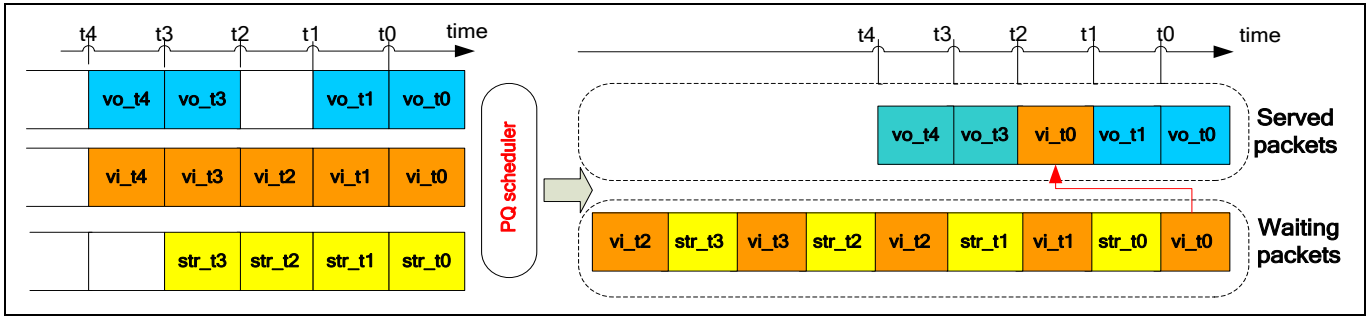 t4 t3 t2 t1 t0 time
vo_t4 vo_t3 vo_t1 vo_t0
vi_t4 vi_t3 vi_t2 vi_t1 vi_t0
str_t3 str_t2 str_t1 str_t0
PQ scheduler
t4 t3 t2 t1 t0 time
vo_t4 vo_t3 vi_t0 vo_t1 vo_t0
Served
packets
vi_t2 str_t3 vi_t3 str_t2 vi_t2 str_t1 vi_t1 str_t0 vi_t0
Waiting
packets